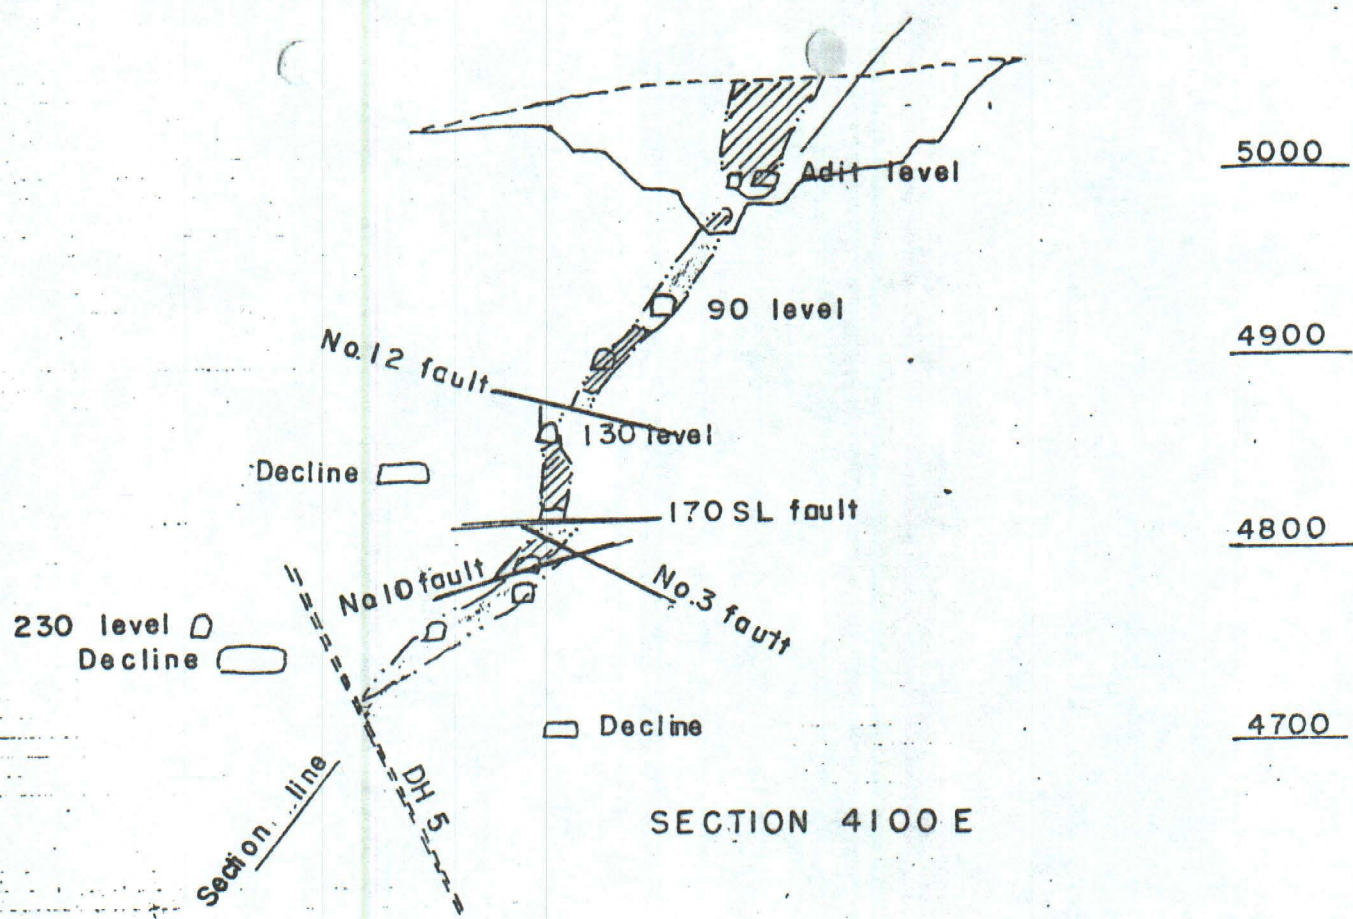 5000
Adit level
90 level
4900
No.12 fault
130 level
Decline
170 SL fault
4800
No.10 fault
No.3 fault
230 level
Decline
Decline
4700
Section line
DH 5
SECTION 4100 E